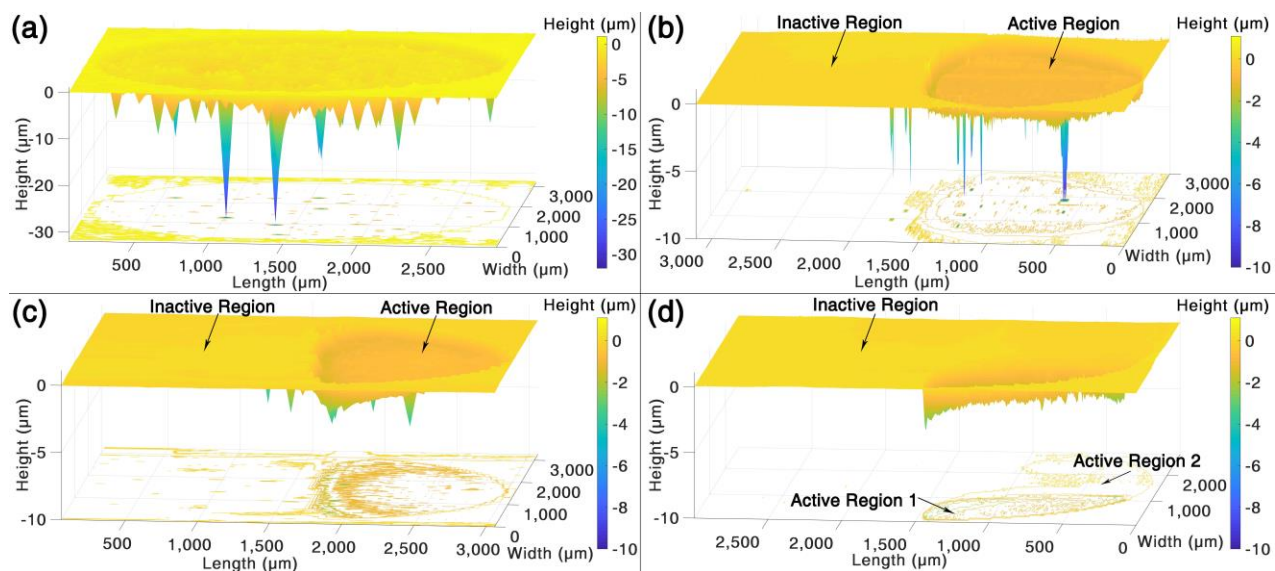 (a)
Height (µm)
0
-5
-10
-15
-20
-25
-30
Height (µm)
0
-10
-20
-30
500
1,000
1,500
2,000
2,500
Length (µm)
3,000
2,000
1,000
0
Width (µm)
(b)
Inactive Region
Active Region
Height (µm)
0
-2
-4
-6
-8
-10
Height (µm)
0
-5
-10
3,000
2,500
2,000
1,500
1,000
500
0
Length (µm)
3,000
2,000
1,000
0
Width (µm)
(c)
Inactive Region
Active Region
Height (µm)
0
-2
-4
-6
-8
-10
Height (µm)
0
-5
-10
500
1,000
1,500
2,000
2,500
3,000
Length (µm)
3,000
2,000
1,000
0
Width (µm)
(d)
Inactive Region
Height (µm)
0
-2
-4
-6
-8
-10
Height (µm)
0
-5
-10
Active Region 2
Active Region 1
2,500
2,000
1,500
1,000
500
0
Length (µm)
2,000
1,000
0
Width (µm)